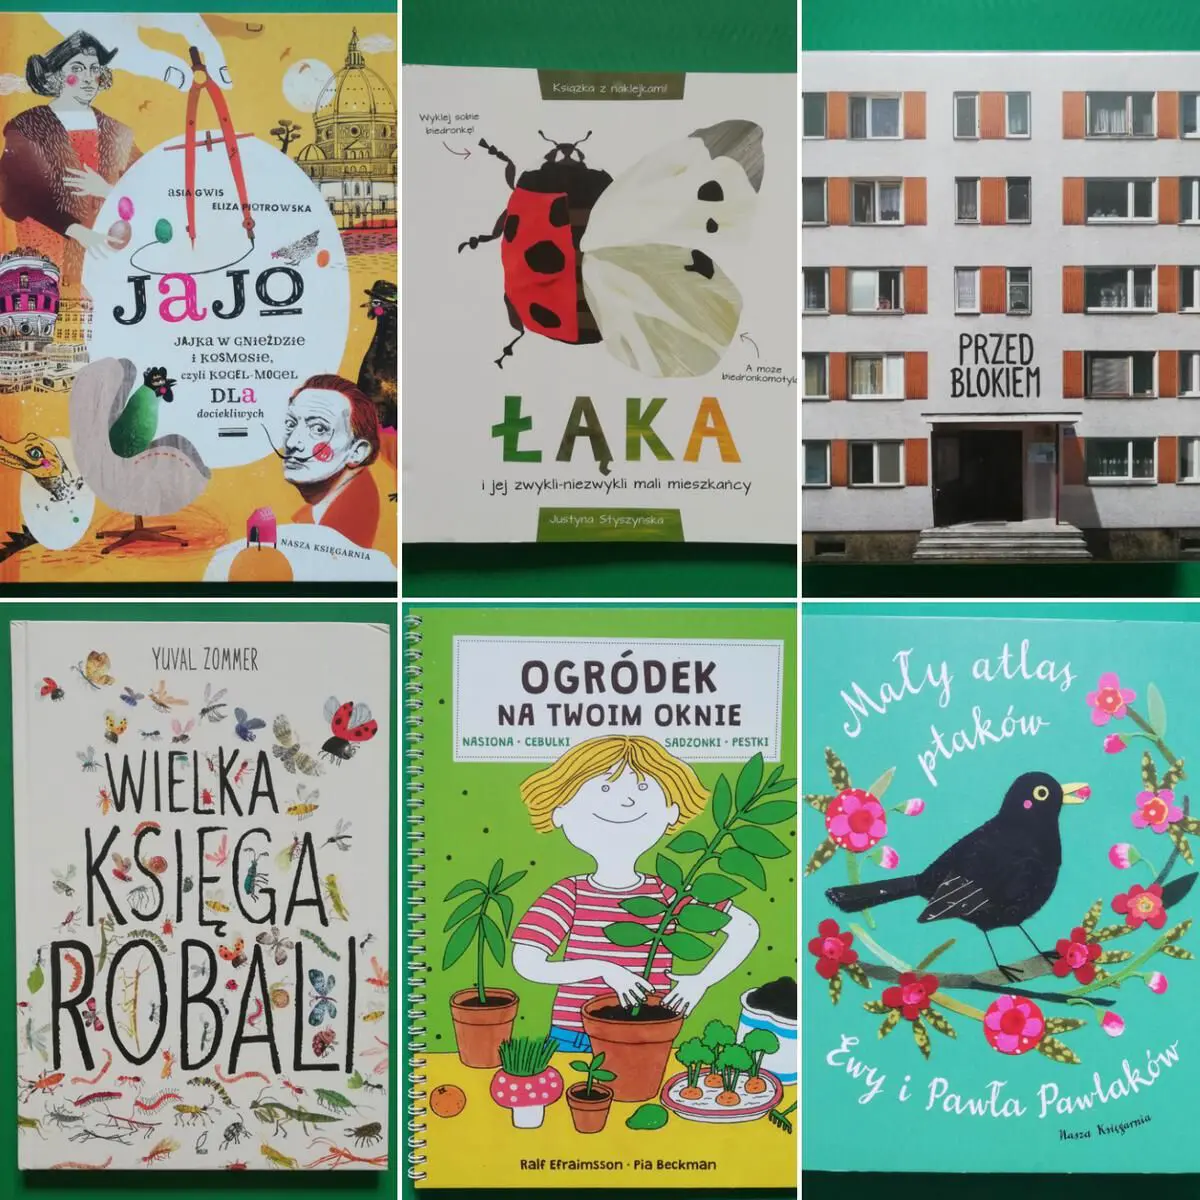 asia GWIS
ELIZA PIOTROWSKA
JaJO
JAJKA W GNIEŹDZIE
i KOSMOSIE,
czyli KOGEL-MOGEL
DLa
dociekliwych
NASZA KSIĘGARNIA
Książka z naklejkami
Wyklej sobie
biedronkę!
A może
biedronkomotyla
ŁĄKA
i jej zwykli-niezwykli mali mieszkańcy
Justyna Styszyńska
PRZED
BLOKIEM
YUVAL ZOMMER
WIELKA
KSIĘGA
ROBALI
OGRÓDEK
NA TWOIM OKNIE
NASIONA · CEBULKI SADZONKI · PESTKI
Ralf Efraimsson · Pia Beckman
Mały atlas
ptaków
Ewy i Pawła Pawlaków
Nasza Księgarnia